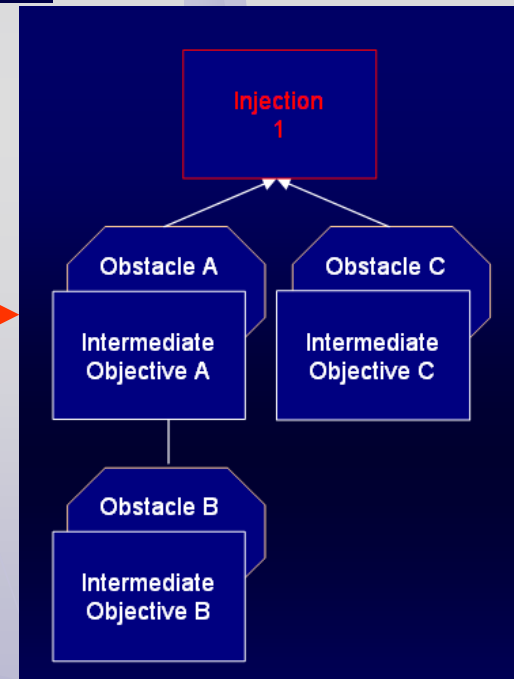 Injection
1
Obstacle A
Obstacle C
Intermediate
Objective A
Intermediate
Objective C
Obstacle B
Intermediate
Objective B